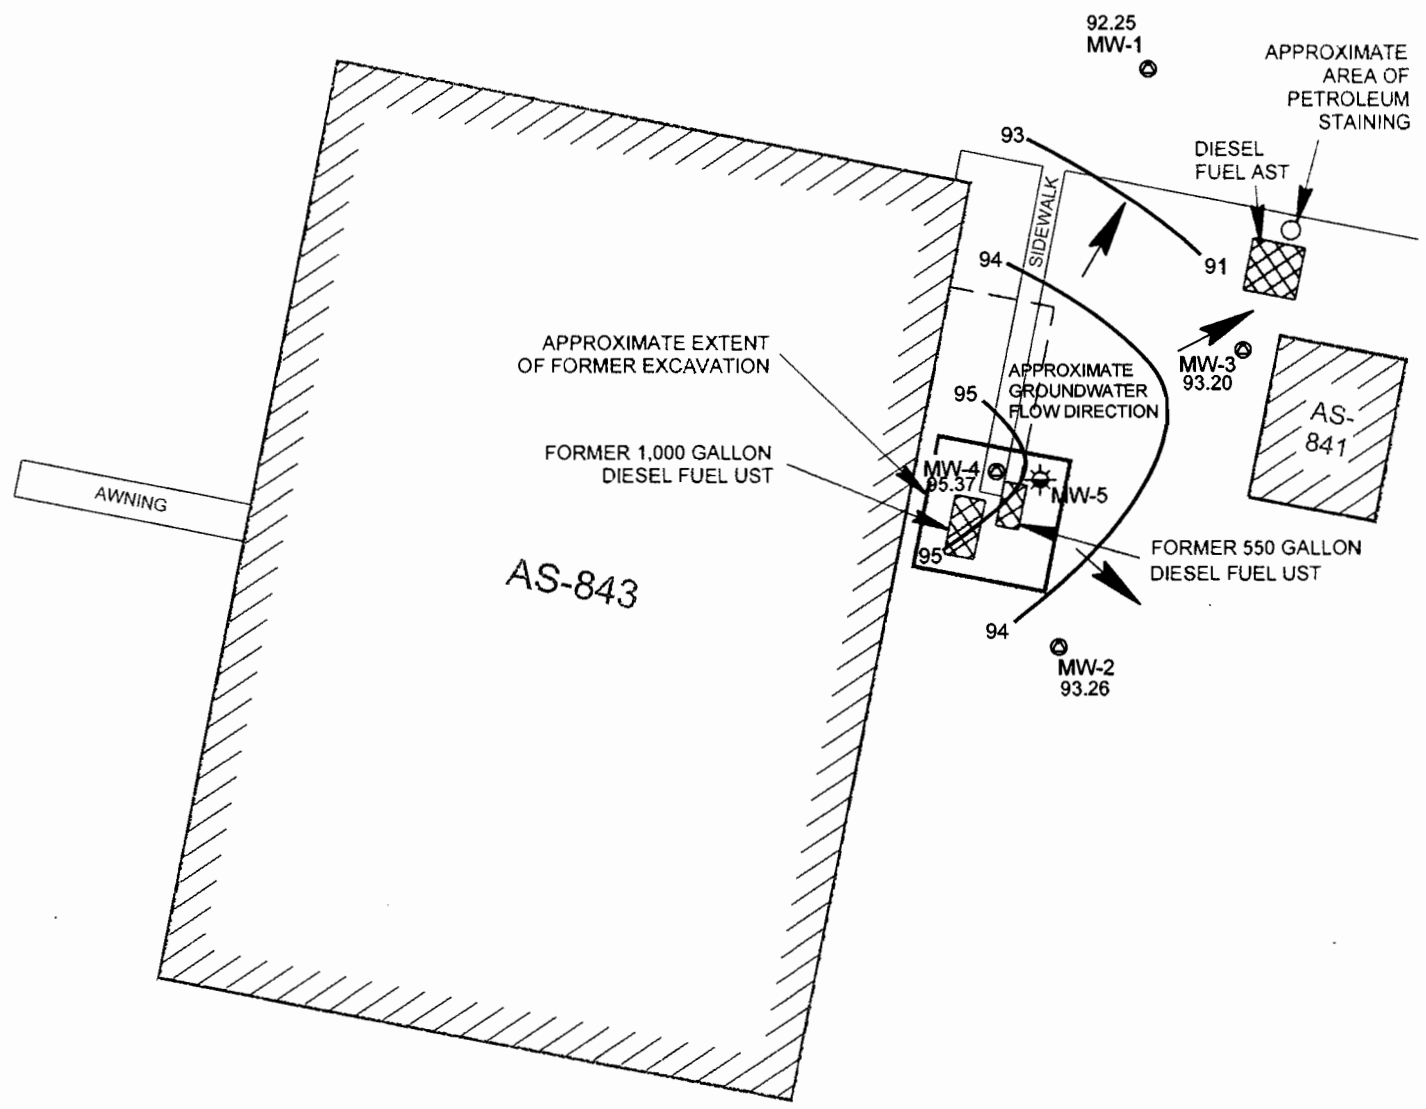 92.25
MW-1
APPROXIMATE
AREA OF
PETROLEUM
STAINING
93
DIESEL
FUEL AST
SIDEWALK
94
91
APPROXIMATE EXTENT
OF FORMER EXCAVATION
APPROXIMATE
GROUNDWATER
FLOW DIRECTION
MW-3
93.20
95
AS-
841
FORMER 1,000 GALLON
DIESEL FUEL UST
MW-4
95.37
MW-5
AWNING
95
FORMER 550 GALLON
DIESEL FUEL UST
AS-843
94
MW-2
93.26